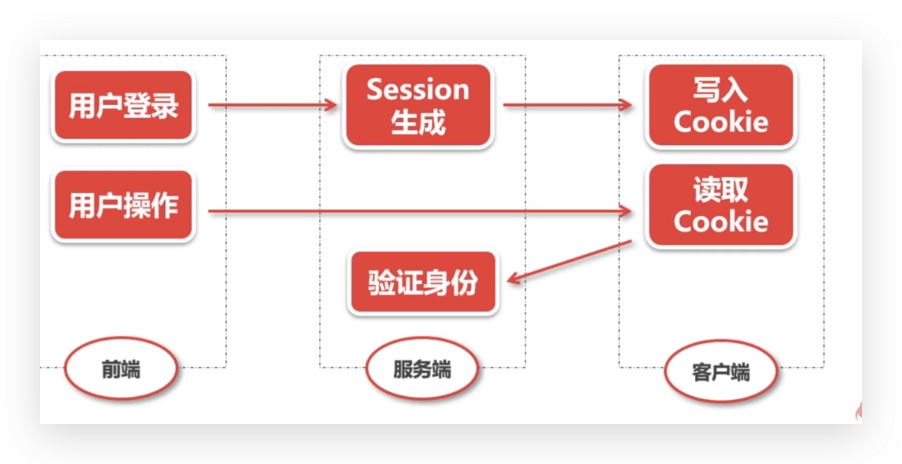 用户登录
Session
生成
写入
Cookie
用户操作
读取
Cookie
验证身份
前端
服务端
客户端